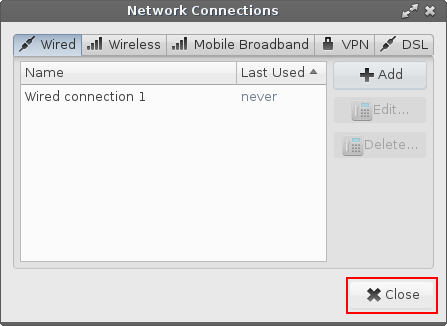 Network Connections
Wired Wireless Mobile Broadband VPN DSL
Name Last Used Add
Wired connection 1 never
Edit...
Delete...
Close